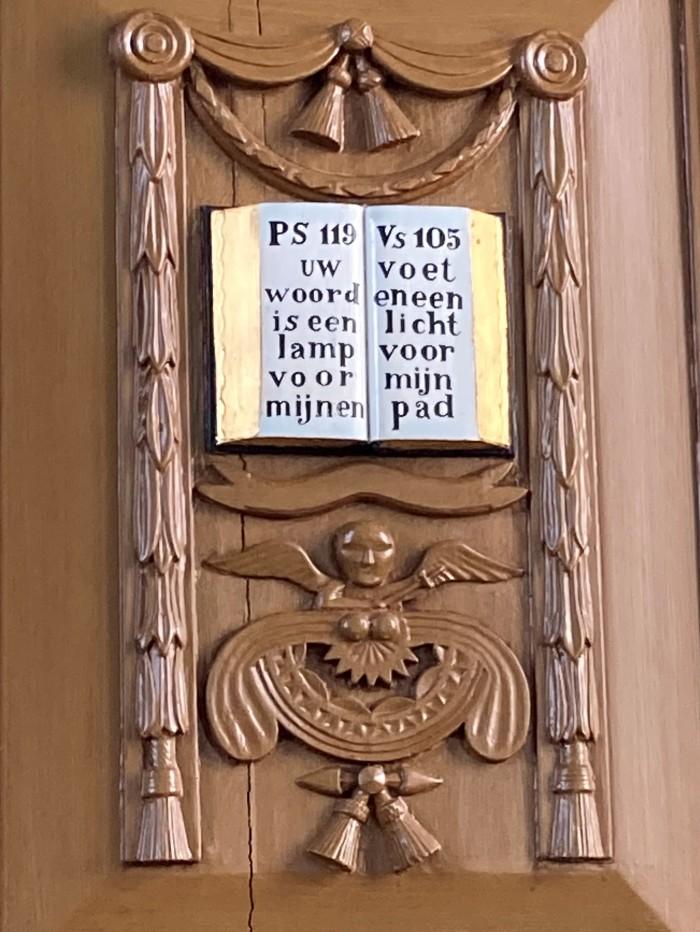 PS 119
UW
woord
is een
lamp
voor
mijnen
Vs 105
voet
eneen
licht
voor
mijn
pad